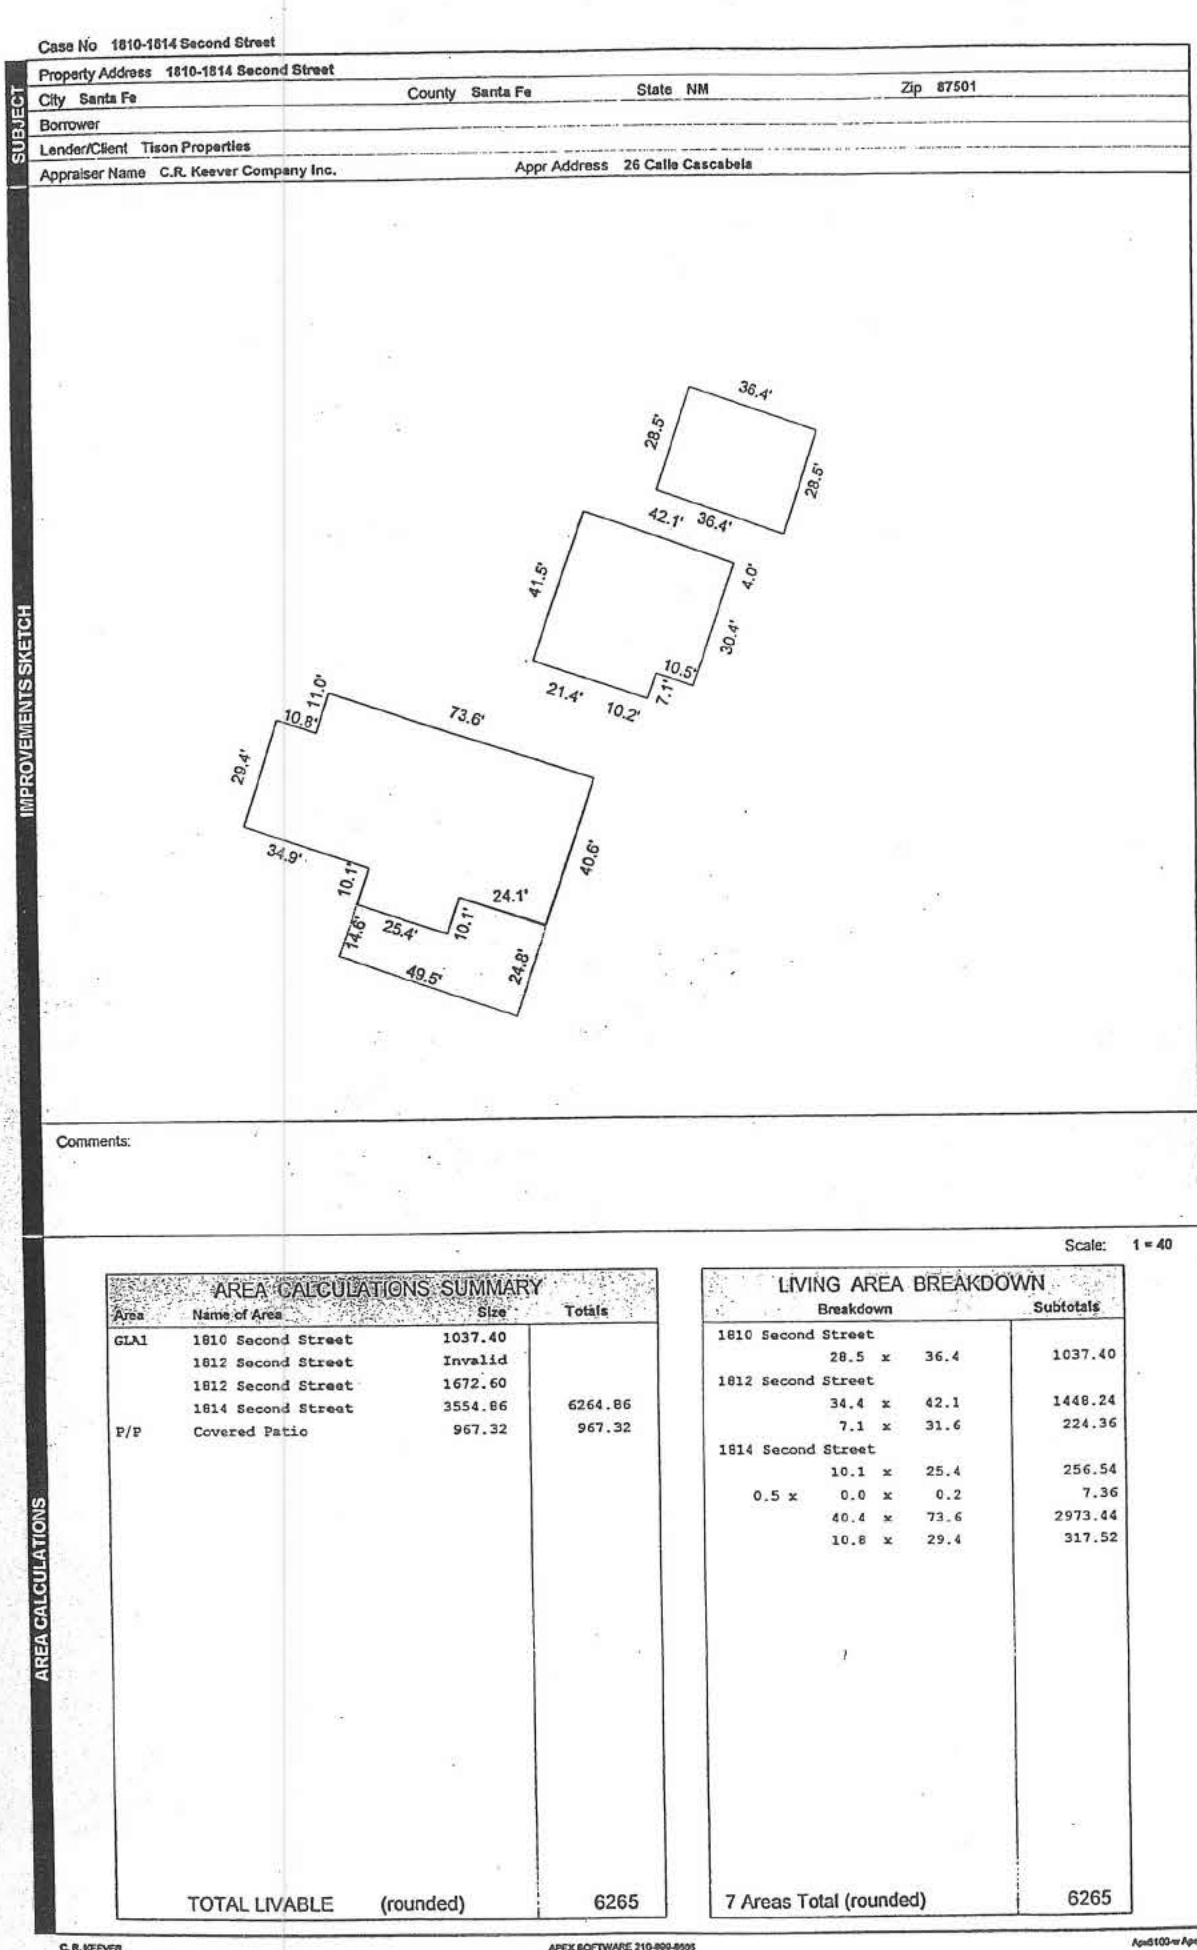 Case No 1810-1814 Second Street
SUBJECT
Property Address 1810-1814 Second Street
City Santa Fe County Santa Fe State NM Zip 87501
Borrower
Lender/Client Tison Properties
Appraiser Name C.R. Keever Company Inc. Appr Address 26 Calle Cascabela
IMPROVEMENTS SKETCH
36.4'
28.5'
28.5'
42.1' 36.4'
41.5'
4.0'
30.4'
10.5'
21.4'
7.1'
10.2'
11.0'
10.8'
73.6'
29.4'
34.9'
40.6'
10.1'
24.1'
25.4'
10.1'
14.6'
49.5'
24.8'
Comments:
Scale: 1 = 40
AREA CALCULATIONS
AREA CALCULATIONS SUMMARY
Area Name of Area Size Totals
GLA1 1810 Second Street 1037.40
1812 Second Street Invalid
1812 Second Street 1672.60
1814 Second Street 3554.86 6264.86
P/P Covered Patio 967.32 967.32
TOTAL LIVABLE (rounded) 6265
LIVING AREA BREAKDOWN
Breakdown Subtotals
1810 Second Street
28.5 x 36.4 1037.40
1812 Second Street
34.4 x 42.1 1448.24
7.1 x 31.6 224.36
1814 Second Street
10.1 x 25.4 256.54
0.5 x 0.0 x 0.2 7.36
40.4 x 73.6 2973.44
10.8 x 29.4 317.52
7 Areas Total (rounded) 6265
C. R. KEEVER
APEX SOFTWARE